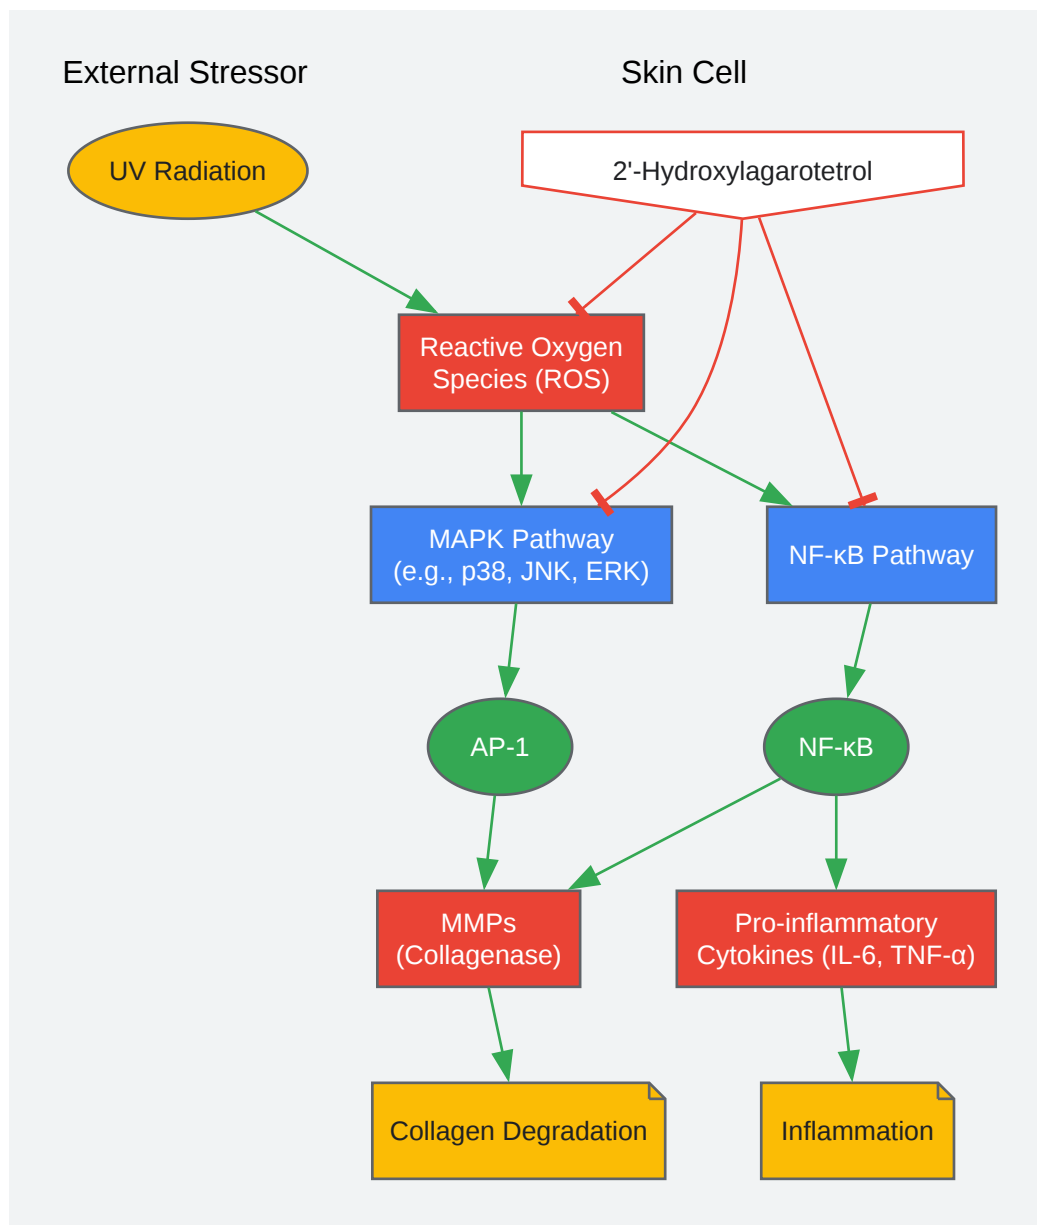 External Stressor
Skin Cell
UV Radiation
2'-Hydroxylagarotetrol
Reactive Oxygen
Species (ROS)
MAPK Pathway
(e.g., p38, JNK, ERK)
NF-κB Pathway
AP-1
NF-κB
MMPs
(Collagenase)
Pro-inflammatory
Cytokines (IL-6, TNF-α)
Collagen Degradation
Inflammation